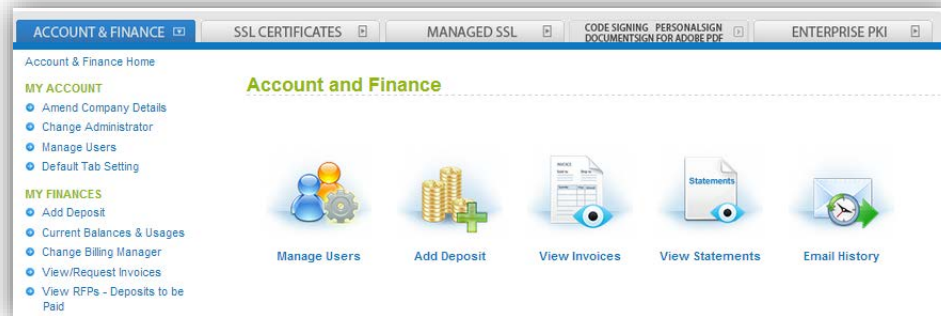 ACCOUNT & FINANCE
SSL CERTIFICATES
MANAGED SSL
CODE SIGNING PERSONALSIGN
DOCUMENTSIGN FOR ADOBE PDF
ENTERPRISE PKI
Account & Finance Home
MY ACCOUNT
Amend Company Details
Change Administrator
Manage Users
Default Tab Setting
MY FINANCES
Add Deposit
Current Balances & Usages
Change Billing Manager
View/Request Invoices
View RFPs - Deposits to be
Paid
Account and Finance
INVOICE
Statements
Manage Users
Add Deposit
View Invoices
View Statements
Email History